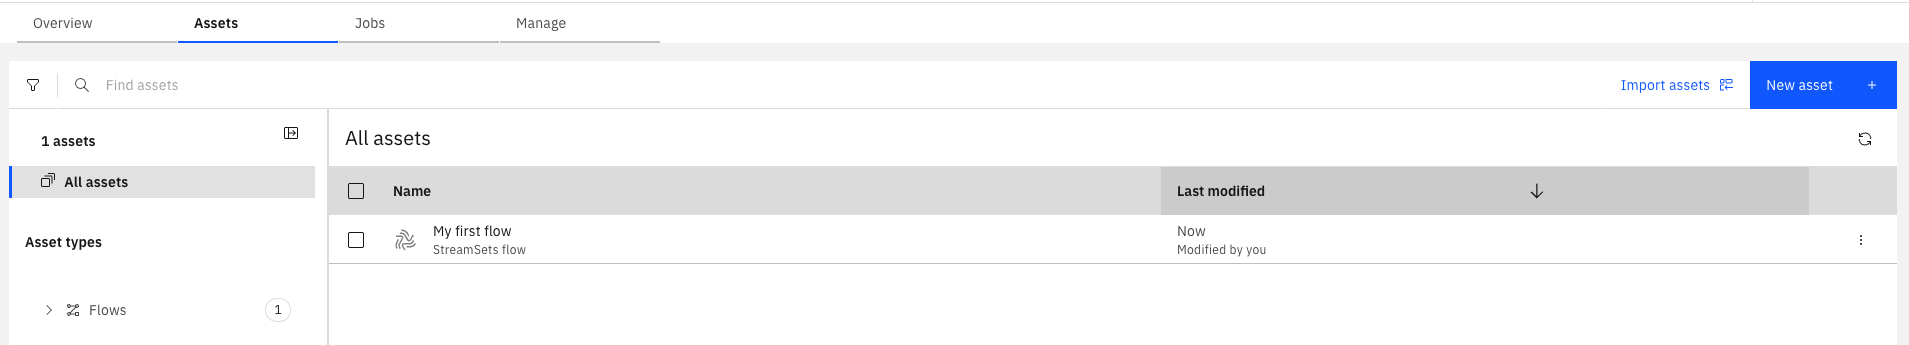 Overview Assets Jobs Manage
Find assets Import assets New asset +
1 assets
All assets
All assets
Asset types
Flows 1
Name Last modified
My first flow Now
StreamSets flow Modified by you